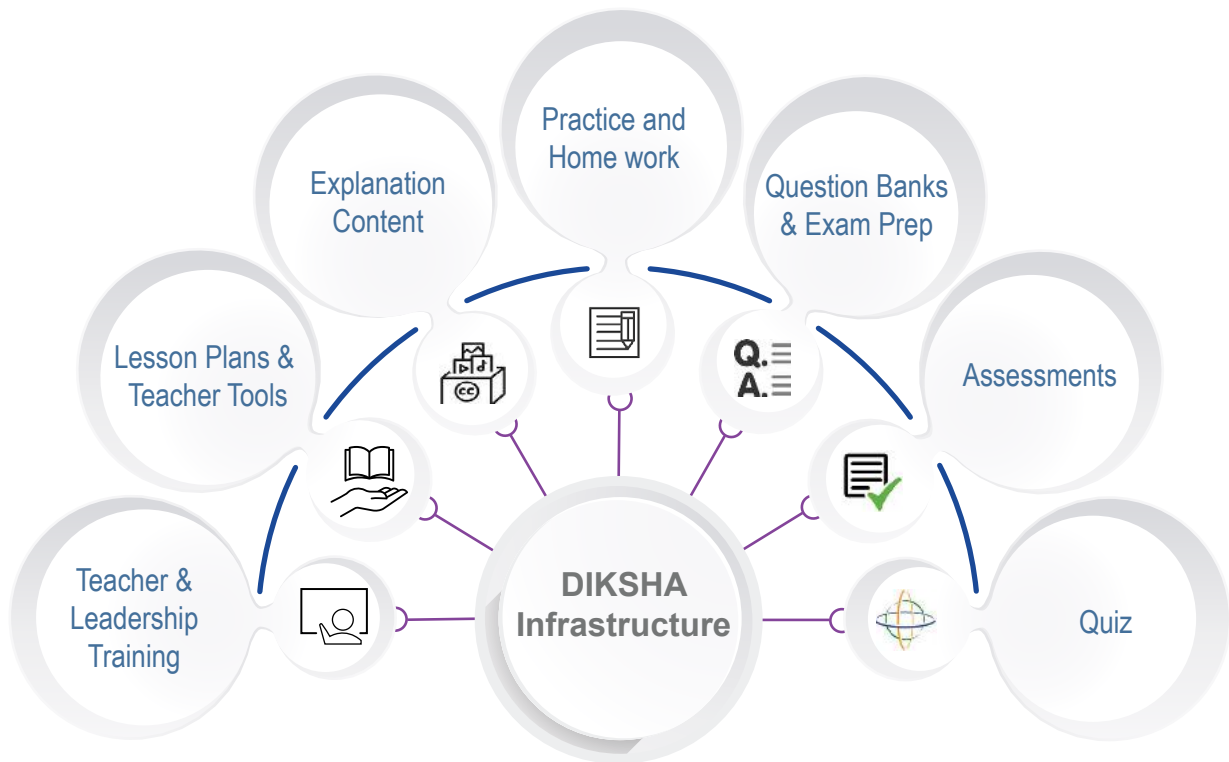 Practice and
Home work
Explanation
Content
Question Banks
& Exam Prep
Lesson Plans &
Teacher Tools
Assessments
Teacher &
Leadership
Training
Quiz
DIKSHA
Infrastructure
Q.
A.
cc